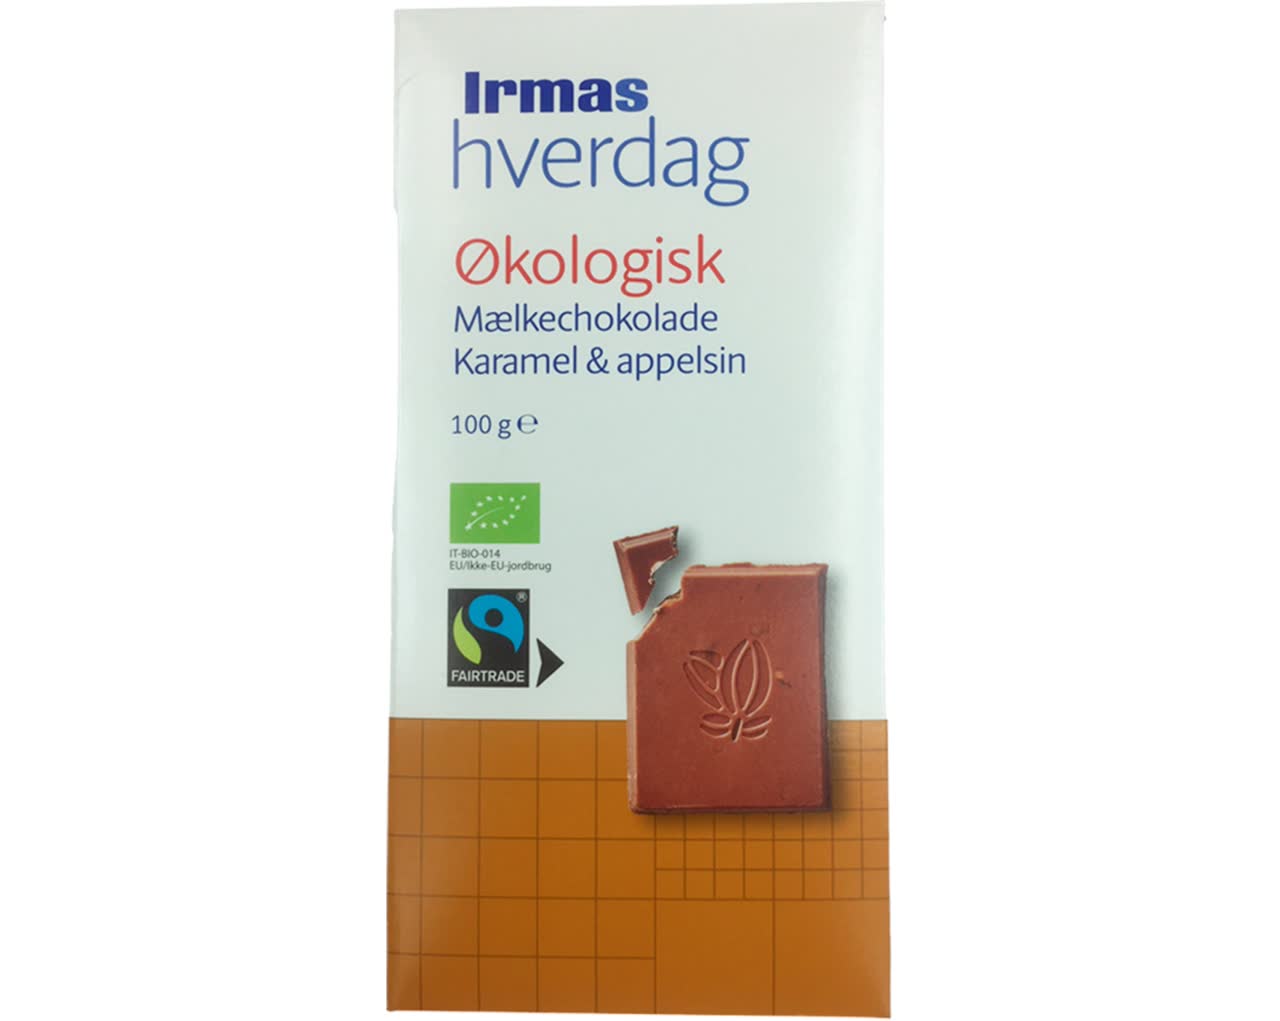 Irmas
hverdag
Økologisk
Mælkechokolade
Karamel & appelsin
100 g ℮
IT-BIO-014
EU/Ikke-EU-jordbrug
®
FAIRTRADE